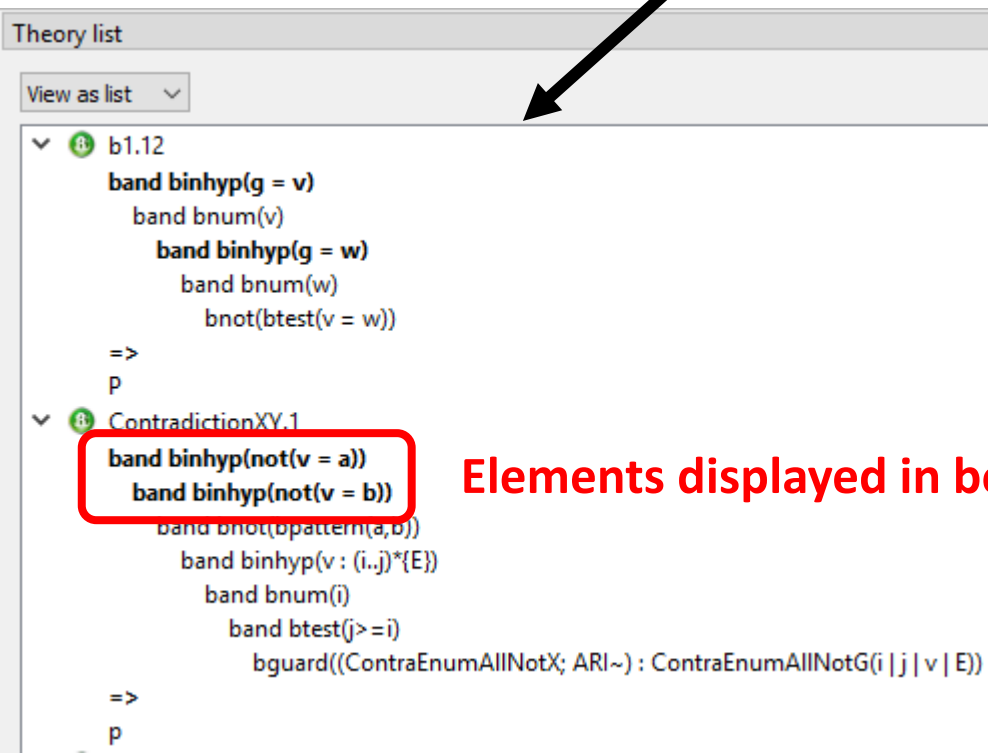 Theory list
View as list
b1.12
band binhyp(g = v)
band bnum(v)
band binhyp(g = w)
band bnum(w)
bnot(btest(v = w))
=>
p
ContradictionXY.1
band binhyp(not(v = a))
band binhyp(not(v = b))
Elements displayed in
band bnot(bpattern(a,b))
band binhyp(v : (i..j)*{E})
band bnum(i)
band btest(j>=i)
bguard((ContraEnumAllNotX; ARI~) : ContraEnumAllNotG(i | j | v | E))
=>
p